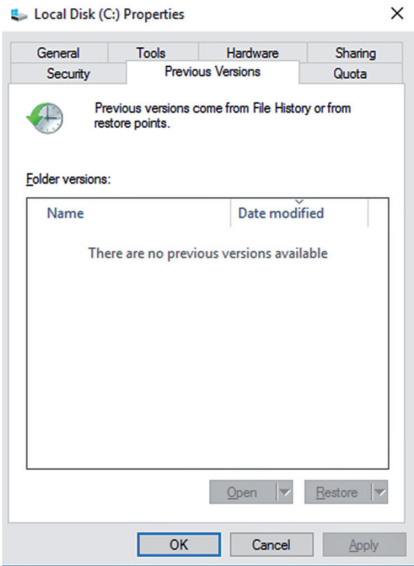 Local Disk (C:) Properties
General Tools Hardware Sharing
Security Previous Versions Quota
Previous versions come from File History or from
restore points.
Folder versions:
Name Date modified
There are no previous versions available
Open Restore
OK Cancel Apply